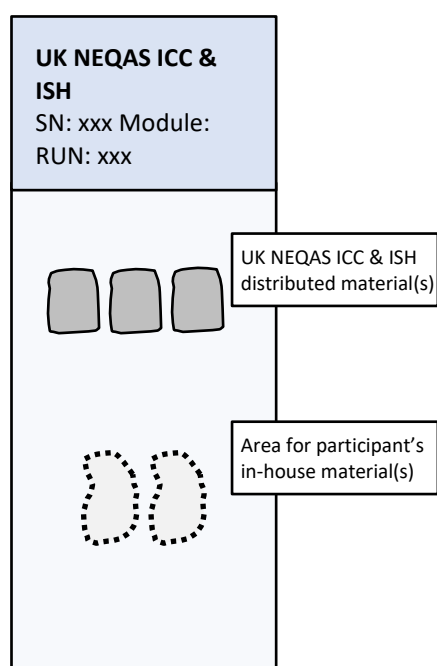 UK NEQAS ICC &
ISH
SN: xxx Module:
RUN: xxx
UK NEQAS ICC & ISH
distributed material(s)
Area for participant's
in-house material(s)